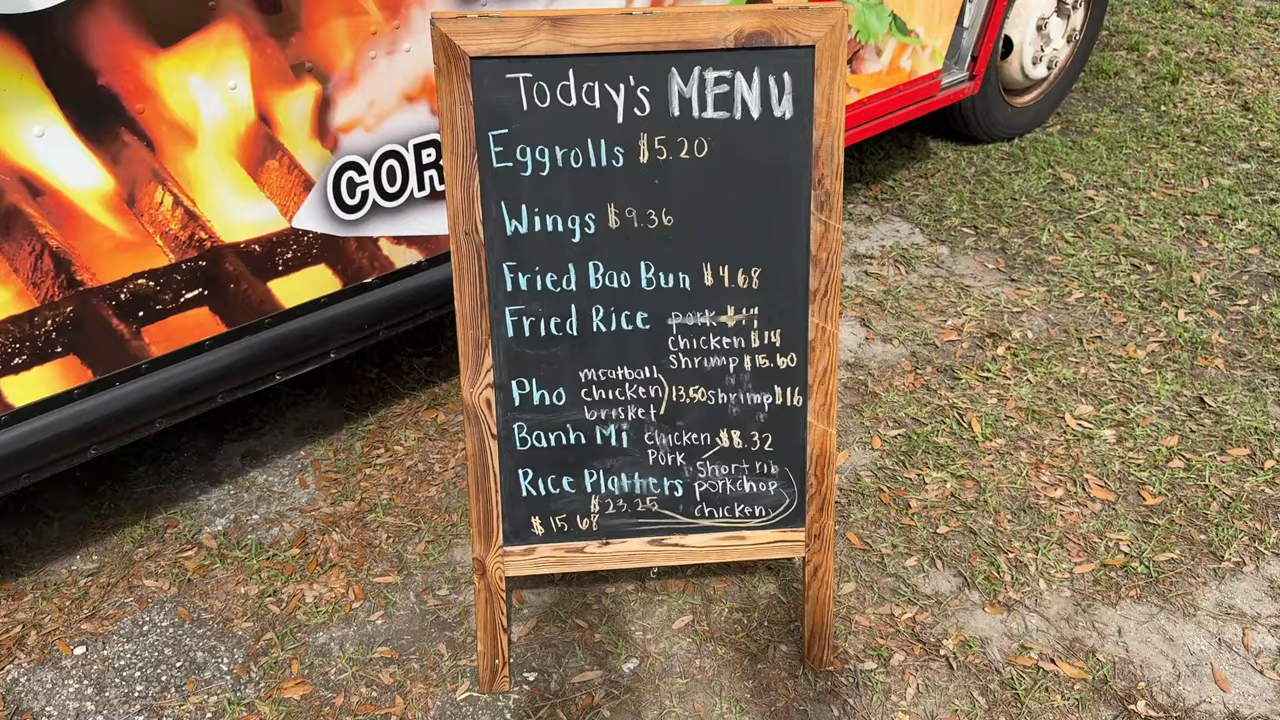 COR
Today's MENU
Eggrolls $5.20
Wings $9.36
Fried Bao Bun $4.68
Fried Rice pork $14
chicken $14
shrimp $15.60
Pho meatball chicken brisket 13.50 shrimp $16
Banh Mi chicken $8.32
pork
Rice Platters short rib
porkchop
$23.25 chicken
$15.68